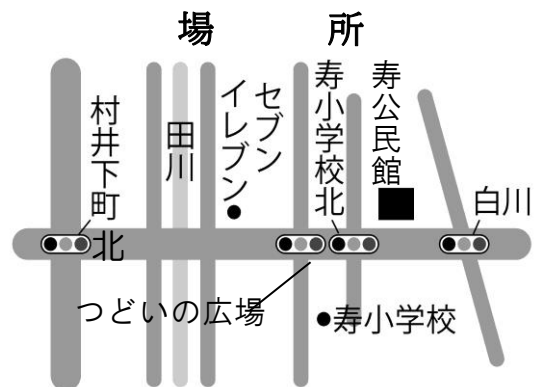 場所
村井下町北
田川
セブン
イレブン
寿小学校北
寿公民館
白川
つどいの広場
寿小学校